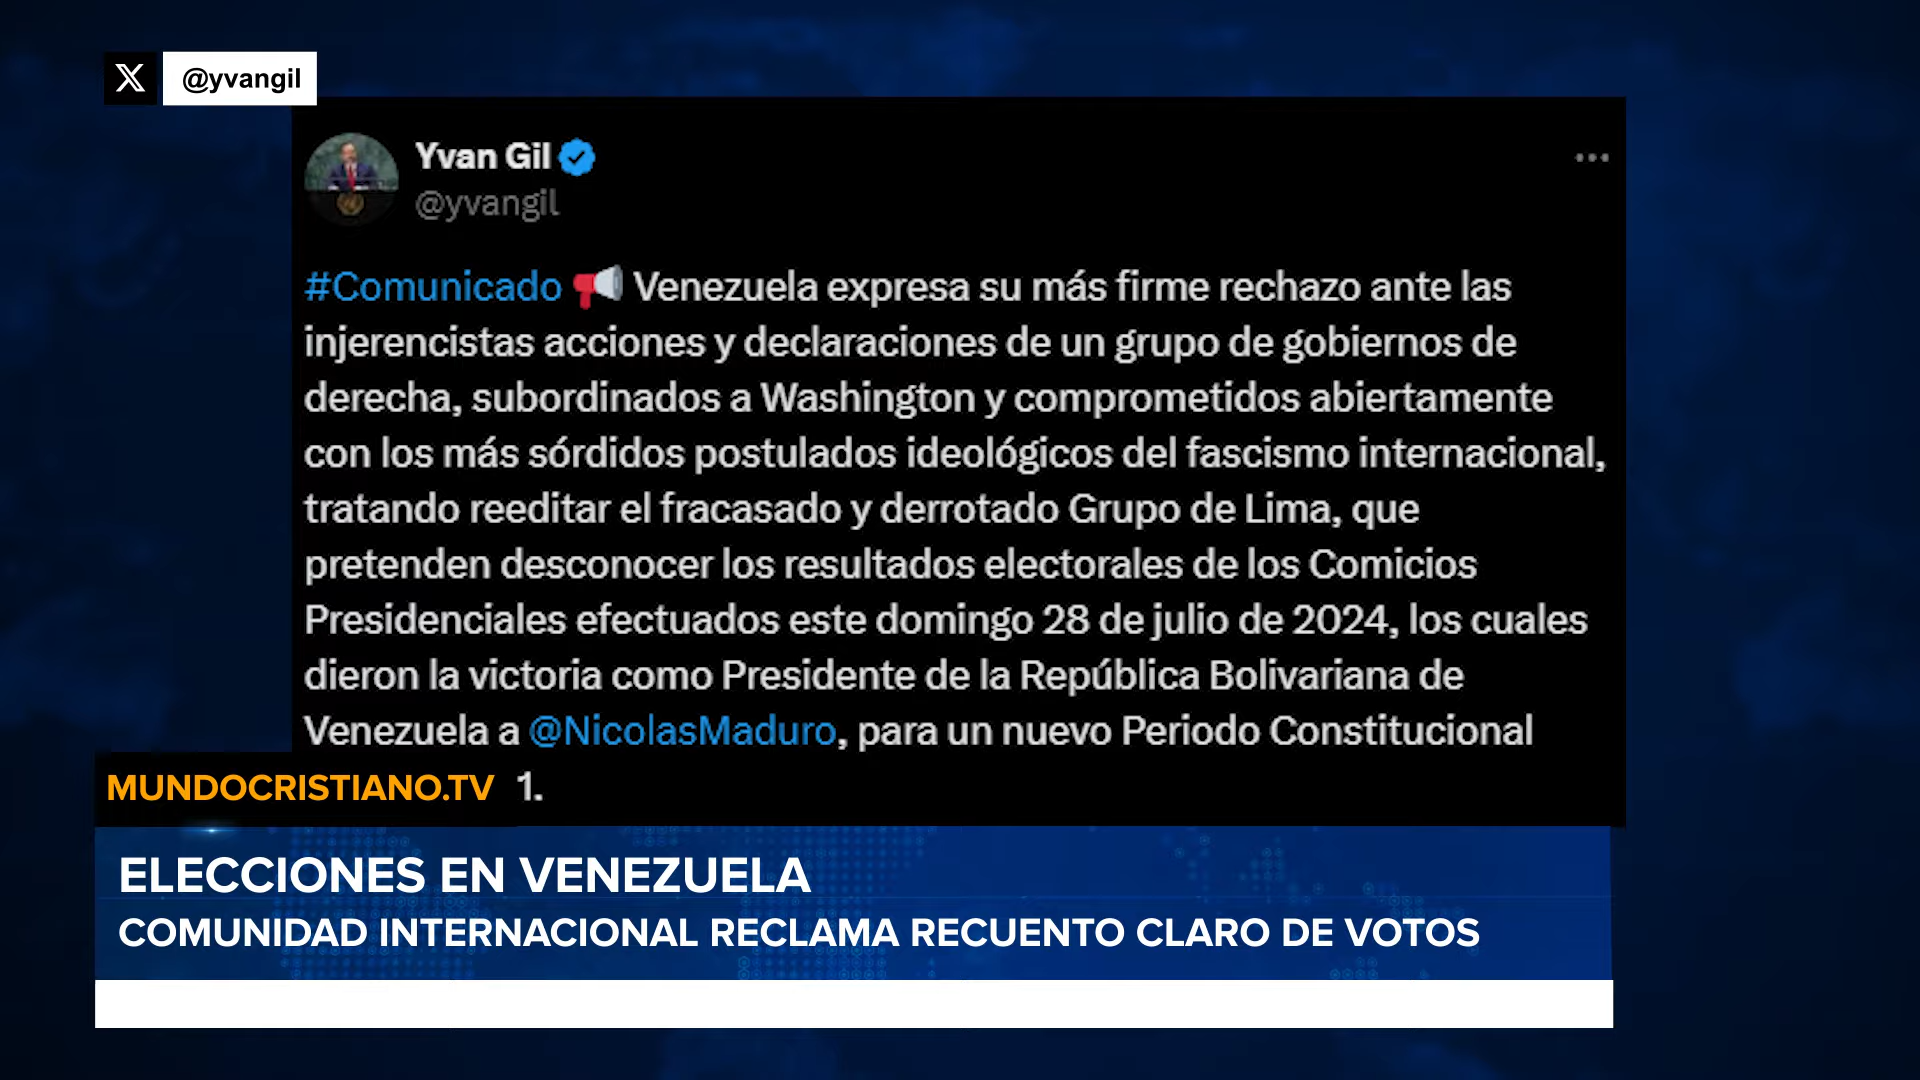 @yvangil
Yvan Gil
@yvangil
#Comunicado 📢 Venezuela expresa su más firme rechazo ante las
injerencistas acciones y declaraciones de un grupo de gobiernos de
derecha, subordinados a Washington y comprometidos abiertamente
con los más sórdidos postulados ideológicos del fascismo internacional,
tratando reeditar el fracasado y derrotado Grupo de Lima, que
pretenden desconocer los resultados electorales de los Comicios
Presidenciales efectuados este domingo 28 de julio de 2024, los cuales
dieron la victoria como Presidente de la República Bolivariana de
Venezuela a @NicolasMaduro, para un nuevo Periodo Constitucional
1.
MUNDOCRISTIANO.TV
ELECCIONES EN VENEZUELA
COMUNIDAD INTERNACIONAL RECLAMA RECUENTO CLARO DE VOTOS